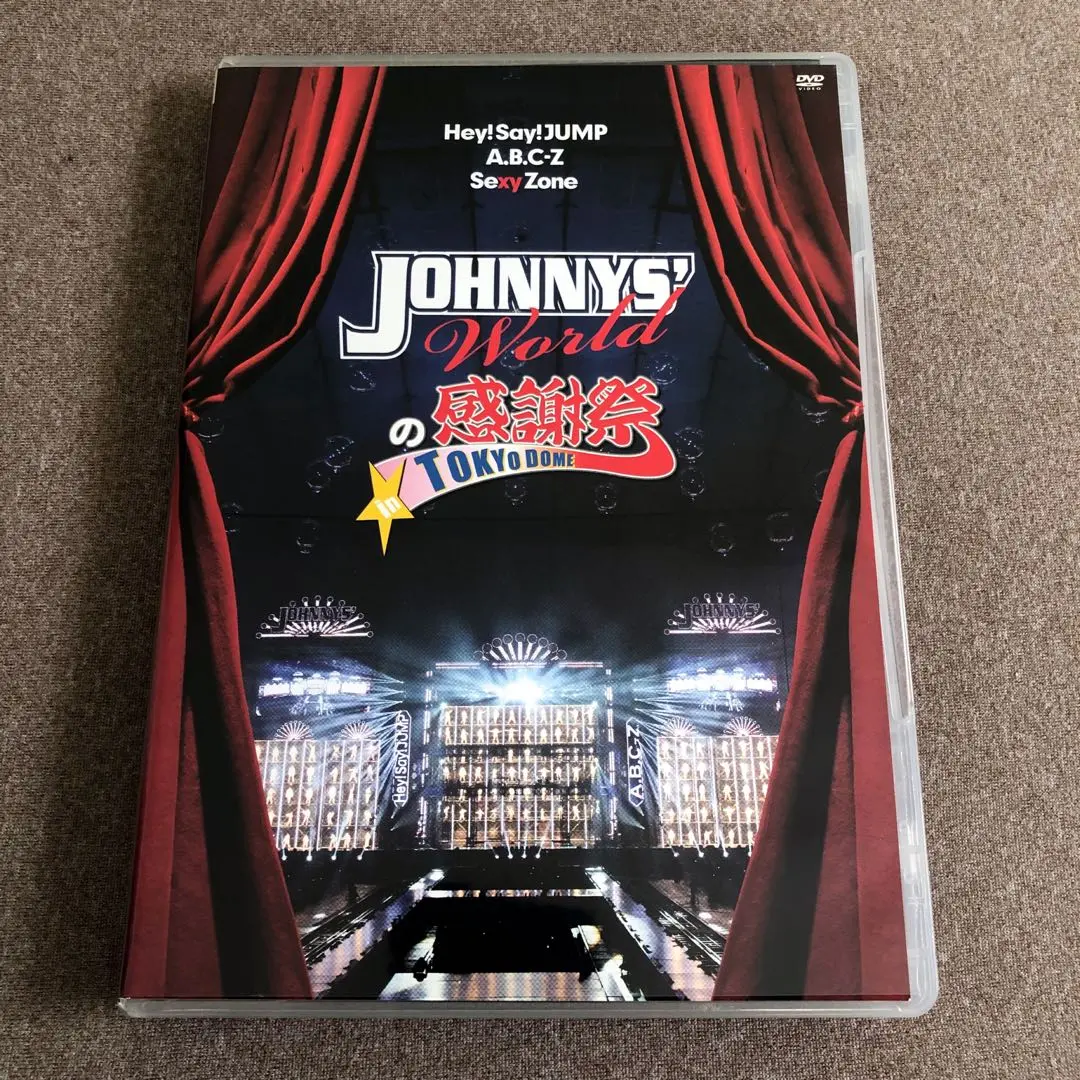 DVD
VIDEO
Hey!Say!JUMP
A.B.C-Z
Sexy Zone
JOHNNYS'
World
の感謝祭
in TOKYO DOME
JOHNNYS'
JOHNNYS'
Hey!Say!JUMP
A.B.C-Z